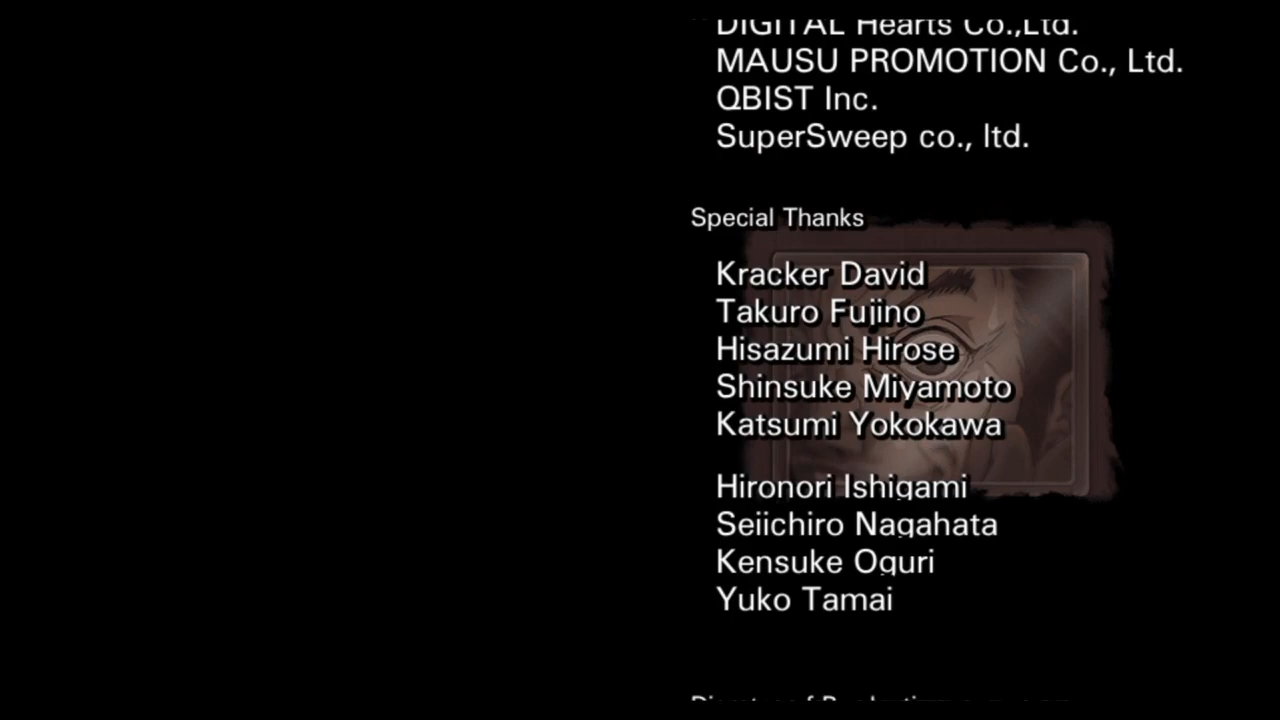 DIGITAL Hearts Co.,Ltd.
MAUSU PROMOTION Co., Ltd.
QBIST Inc.
SuperSweep co., ltd.
Special Thanks
Kracker David
Takuro Fujino
Hisazumi Hirose
Shinsuke Miyamoto
Katsumi Yokokawa
Hironori Ishigami
Seiichiro Nagahata
Kensuke Oguri
Yuko Tamai